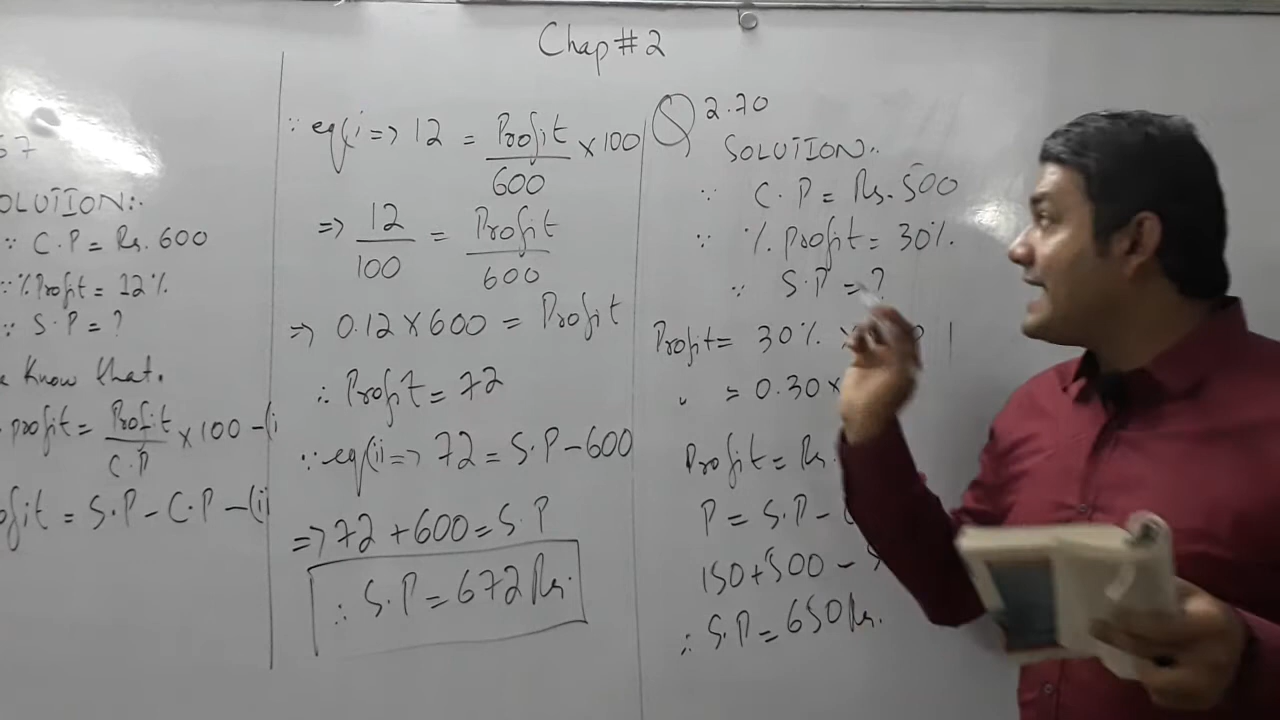 Chap # 2
57
OLUTION:.
∵ C.P = Rs. 600
∵ % Profit = 12%
∵ S.P = ?
Know that.
profit = Profit/C.P × 100 - (i
ofit = S.P - C.P - (ii
∵ eq(i => 12 = Profit/600 × 100
=> 12/100 = Profit/600
=> 0.12 × 600 = Profit
∴ Profit = 72
∵ eq(ii => 72 = S.P - 600
=> 72 + 600 = S.P
∴ S.P = 672 Rs.
Q 2.70
SOLUTION:.
∵ C.P = Rs. 500
∵ % Profit = 30%.
∵ S.P = ?
Profit = 30% ×
= 0.30 ×
Profit = Rs.
P = S.P -
150 + 500 -
∴ S.P = 650 Rs.